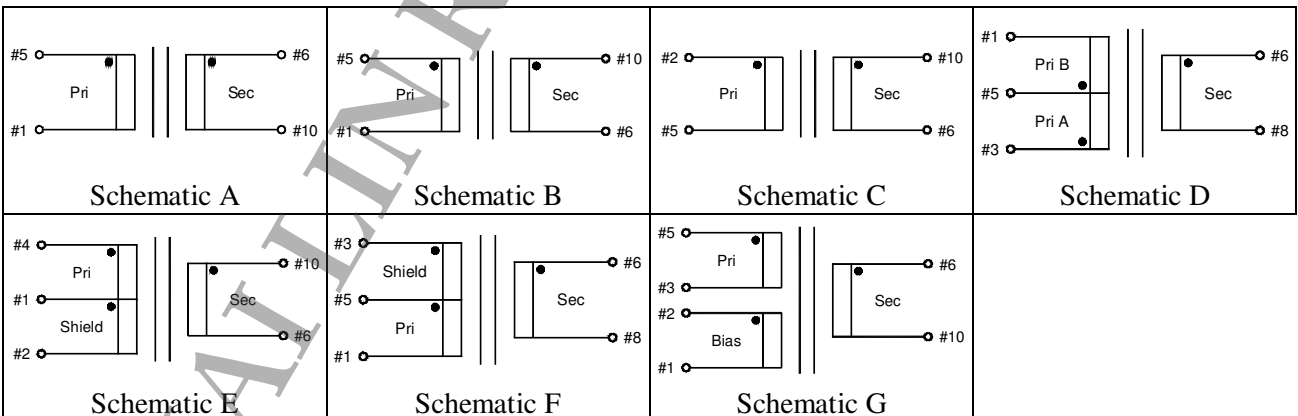 #5 #6
Pri Sec
#1 #10
Schematic A
#5 #10
Pri Sec
#1 #6
Schematic B
#2 #10
Pri Sec
#5 #6
Schematic C
#1
Pri B #6
#5 Sec
Pri A
#3 #8
Schematic D
#4
Pri #10
#1 Sec
Shield
#2 #6
Schematic E
#3
Shield #6
#5 Sec
Pri
#1 #8
Schematic F
#5
Pri #6
#3
#2 Sec
Bias #10
#1
Schematic G